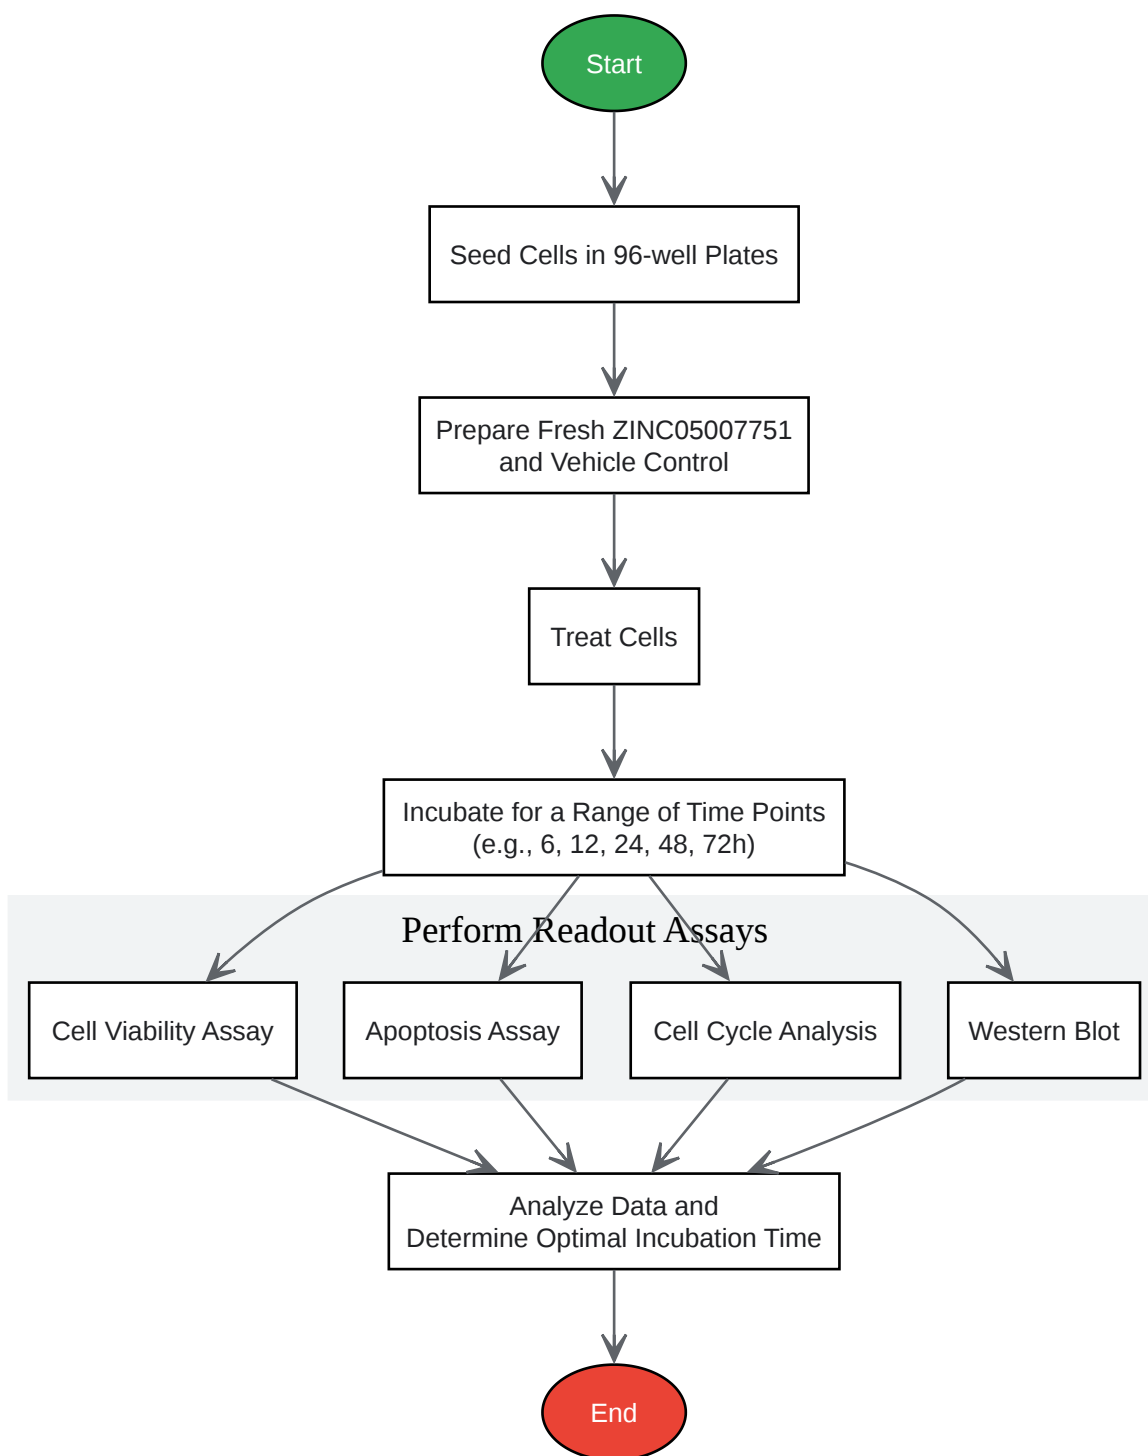 Start
Seed Cells in 96-well Plates
Prepare Fresh ZINC05007751
and Vehicle Control
Treat Cells
Incubate for a Range of Time Points
(e.g., 6, 12, 24, 48, 72h)
Perform Readout Assays
Cell Viability Assay
Apoptosis Assay
Cell Cycle Analysis
Western Blot
Analyze Data and
Determine Optimal Incubation Time
End